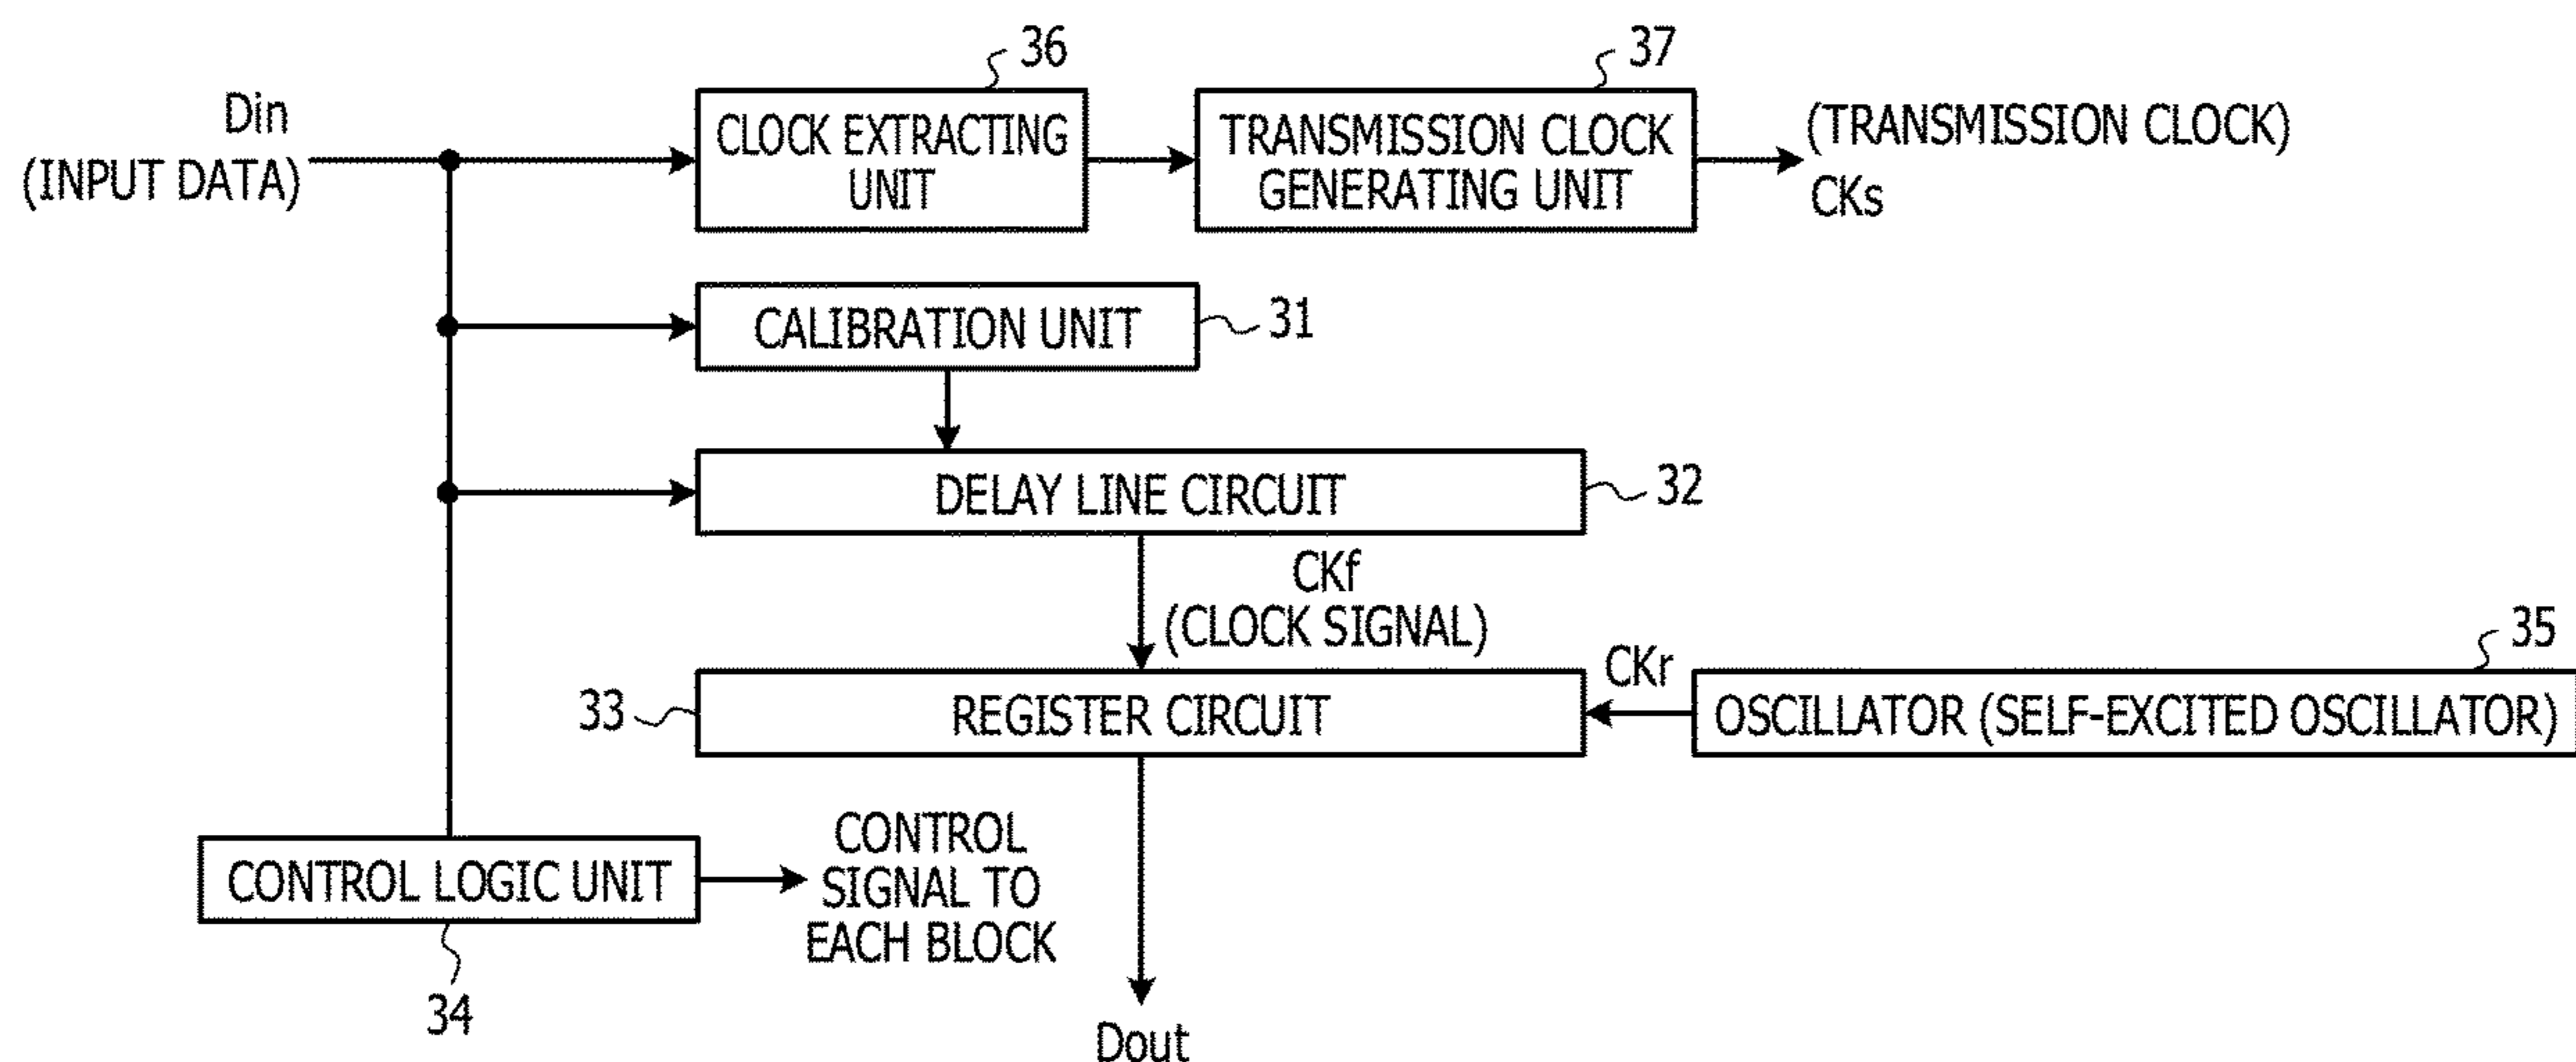 36
37
Din
(INPUT DATA)
CLOCK EXTRACTING
UNIT
TRANSMISSION CLOCK
GENERATING UNIT
(TRANSMISSION CLOCK)
CKs
CALIBRATION UNIT
31
DELAY LINE CIRCUIT
32
CKf
(CLOCK SIGNAL)
33
REGISTER CIRCUIT
CKr
35
OSCILLATOR (SELF-EXCITED OSCILLATOR)
CONTROL LOGIC UNIT
34
CONTROL
SIGNAL TO
EACH BLOCK
Dout